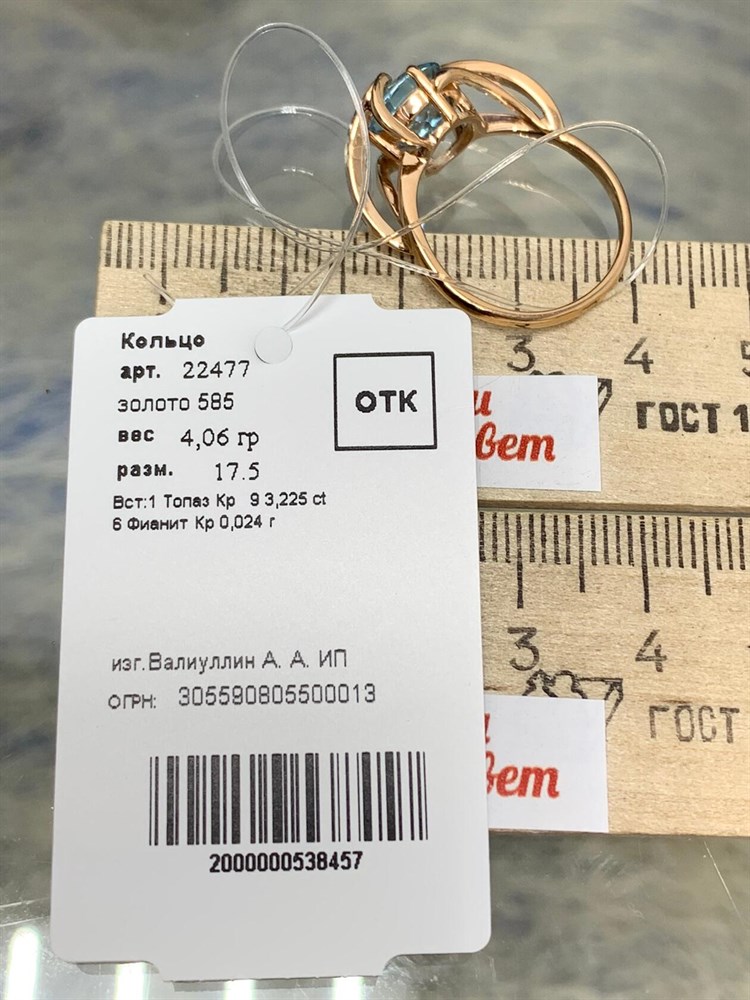 Кольцо
арт. 22477
золото 585
вес 4,06 гр
разм. 17.5
Вст:1 Топаз Кр 9 3,225 ct
6 Фианит Кр 0,024 г
ОТК
изг.Валиуллин А. А. ИП
ОГРН: 305590805500013
2000000538457
3 4 5
ГОСТ 1
и
вет
3 4
ГОСТ
и
вет